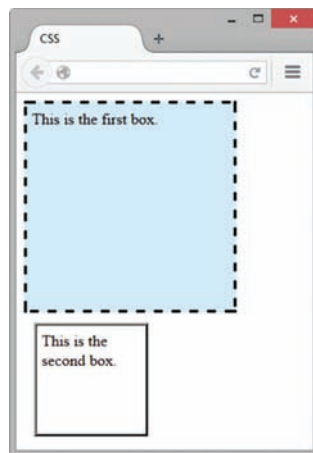 CSS
This is the first box.
This is the
second box.